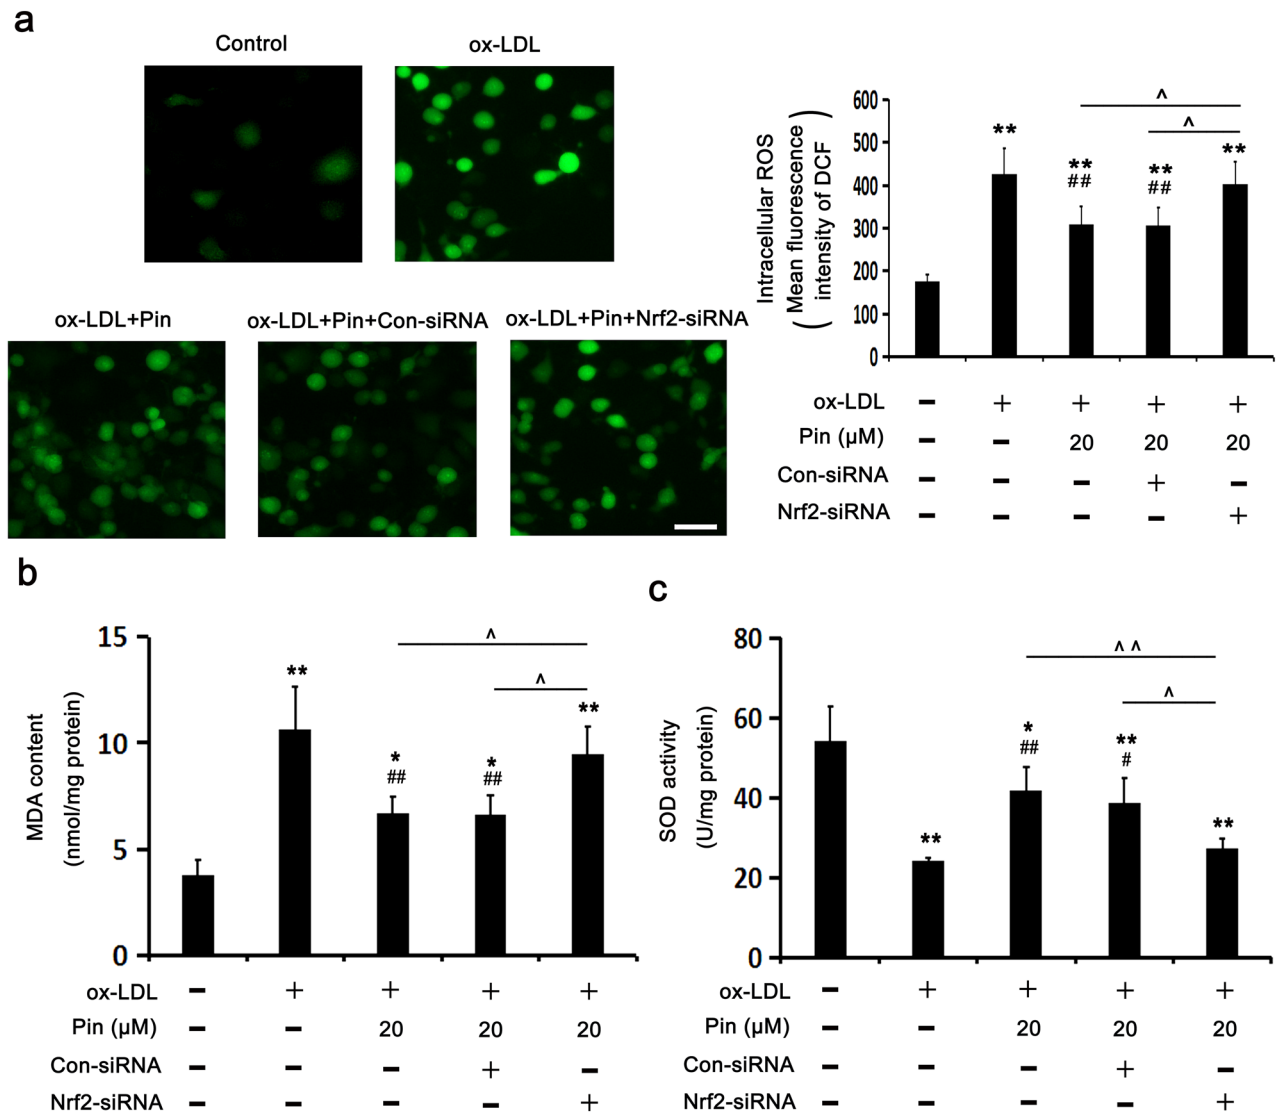 a
Control
ox-LDL
ox-LDL+Pin
ox-LDL+Pin+Con-siRNA
ox-LDL+Pin+Nrf2-siRNA
Intracellular ROS
(Mean fluorescence
intensity of DCF)
600
500
400
300
200
100
0
**
**
##
**
##
**
^
^
ox-LDL − + + + +
Pin (µM) − − 20 20 20
Con-siRNA − − − + −
Nrf2-siRNA − − − − +
b
MDA content
(nmol/mg protein)
15
10
5
0
**
*
##
*
##
**
^
^
ox-LDL − + + + +
Pin (µM) − − 20 20 20
Con-siRNA − − − + −
Nrf2-siRNA − − − − +
c
SOD activity
(U/mg protein)
80
60
40
20
0
**
*
##
**
#
**
^ ^
^
ox-LDL − + + + +
Pin (µM) − − 20 20 20
Con-siRNA − − − + −
Nrf2-siRNA − − − − +